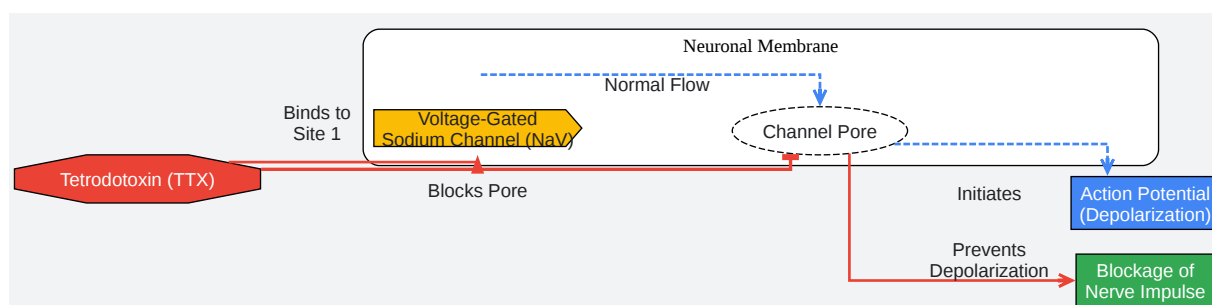 Neuronal Membrane
Normal Flow
Binds to
Site 1
Voltage-Gated
Sodium Channel (NaV)
Channel Pore
Tetrodotoxin (TTX)
Blocks Pore
Initiates
Action Potential
(Depolarization)
Prevents
Depolarization
Blockage of
Nerve Impulse